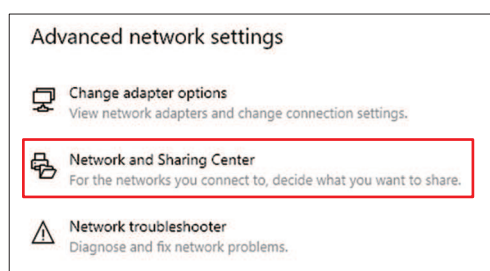 Advanced network settings
Change adapter options
View network adapters and change connection settings.
Network and Sharing Center
For the networks you connect to, decide what you want to share.
Network troubleshooter
Diagnose and fix network problems.